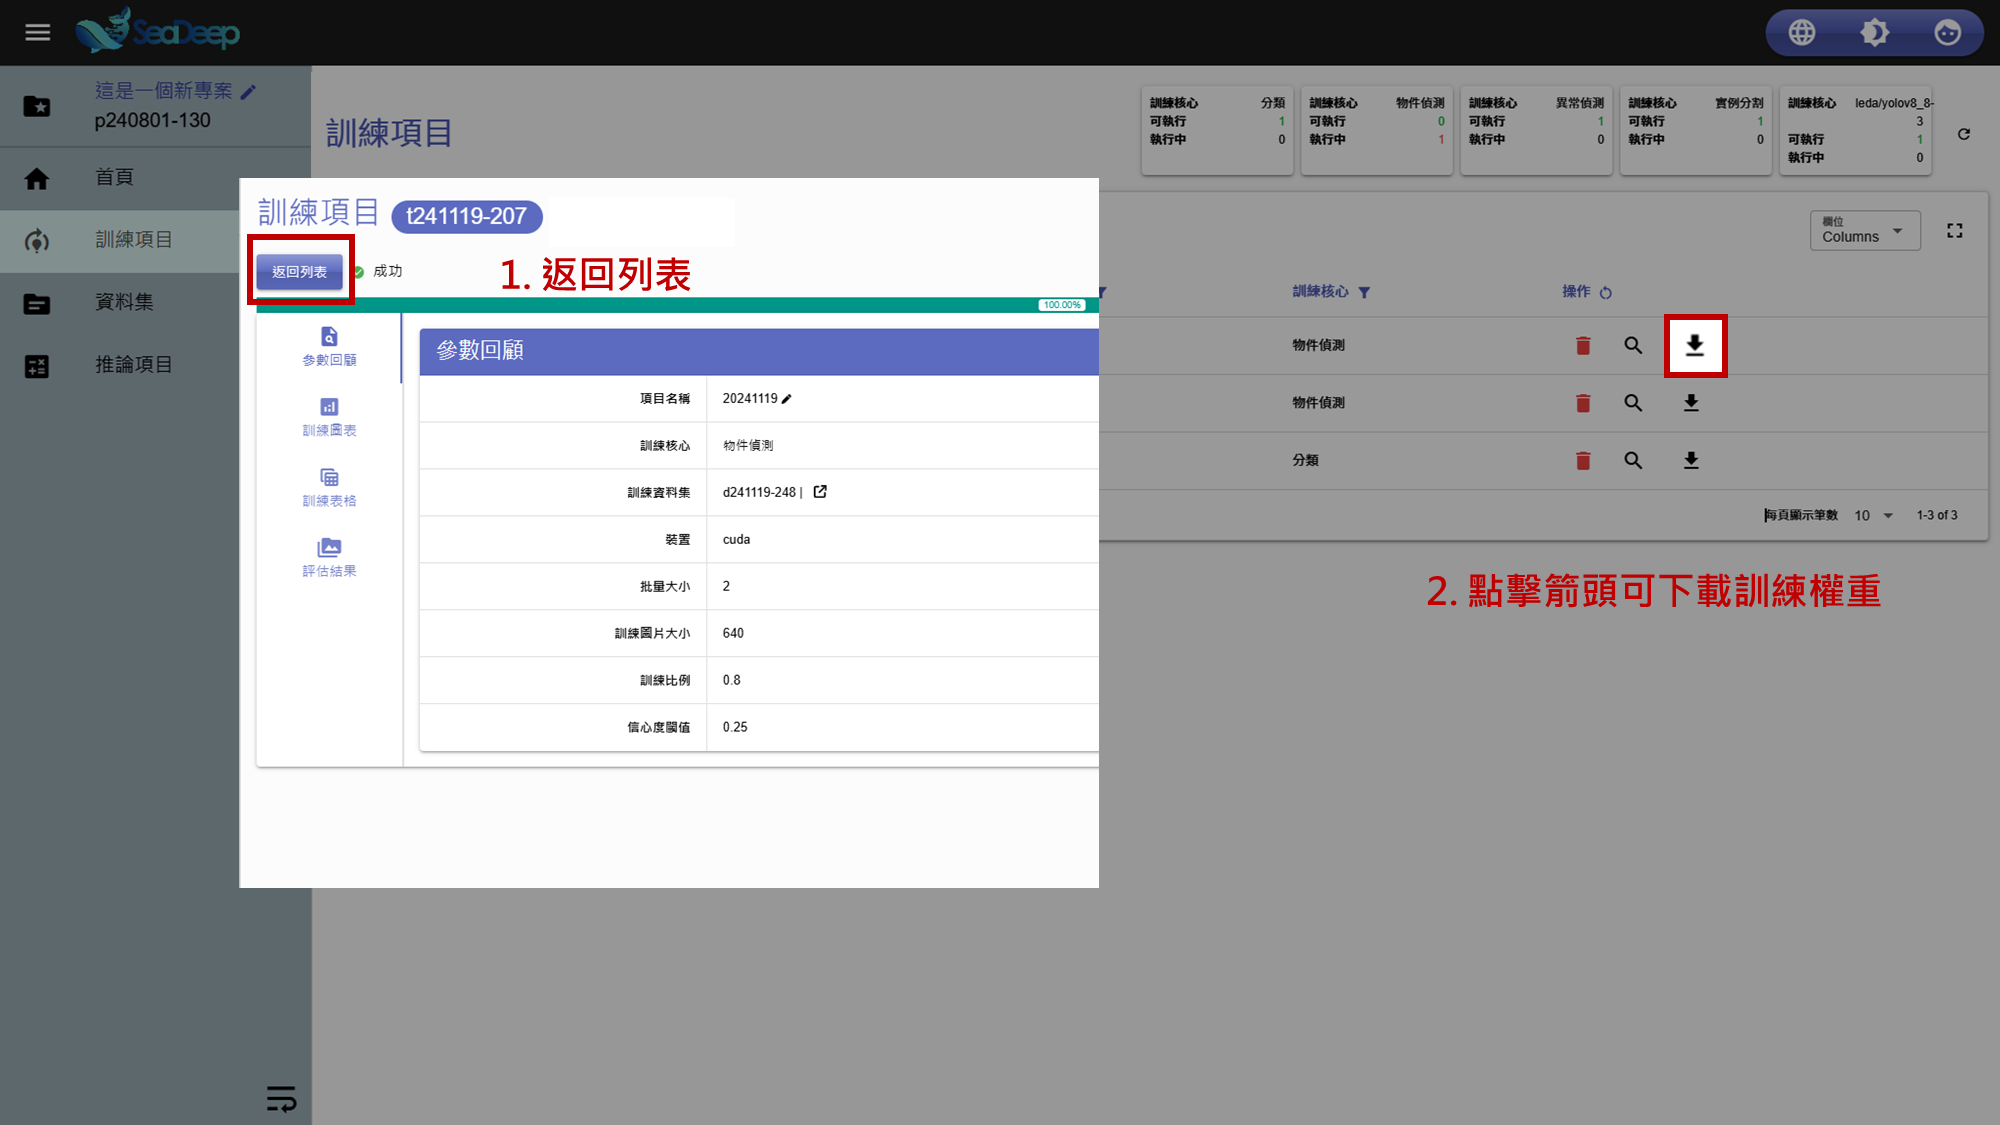 SeaDeep
這是一個新專案
p240801-130
首頁
訓練項目
資料集
推論項目
訓練項目
訓練核心 分類
可執行 1
執行中 0
訓練核心 物件偵測
可執行 0
執行中 1
訓練核心 異常偵測
可執行 1
執行中 0
訓練核心 實例分割
可執行 1
執行中 0
訓練核心 leda/yolov8_8-
3
可執行 1
執行中 0
欄位
Columns
訓練核心 操作
物件偵測
物件偵測
分類
每頁顯示筆數 10 1-3 of 3
2. 點擊箭頭可下載訓練權重
訓練項目 t241119-207
返回列表 成功
1. 返回列表
100.00%
參數回顧
訓練圖表
訓練表格
評估結果
參數回顧
項目名稱 20241119
訓練核心 物件偵測
訓練資料集 d241119-248 |
裝置 cuda
批量大小 2
訓練圖片大小 640
訓練比例 0.8
信心度閾值 0.25